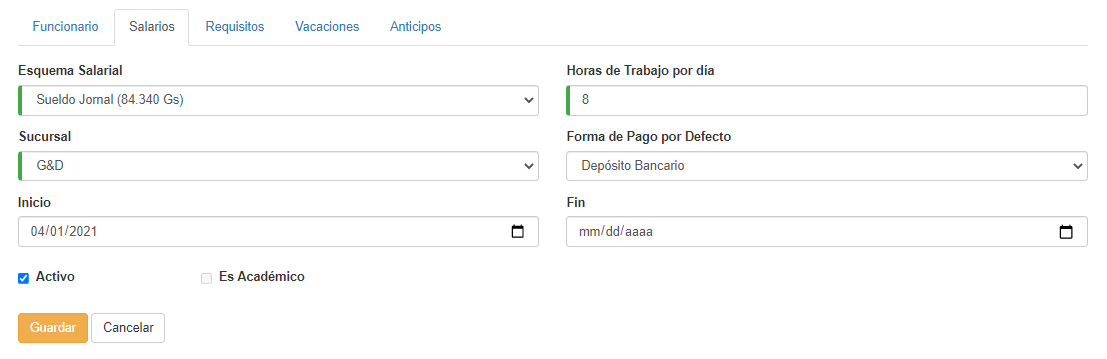 Funcionario Salarios Requisitos Vacaciones Anticipos
Esquema Salarial Horas de Trabajo por día
Sueldo Jornal (84.340 Gs) 8
Sucursal Forma de Pago por Defecto
G&D Depósito Bancario
Inicio Fin
04/01/2021 mm/dd/aaaa
Activo Es Académico
Guardar Cancelar